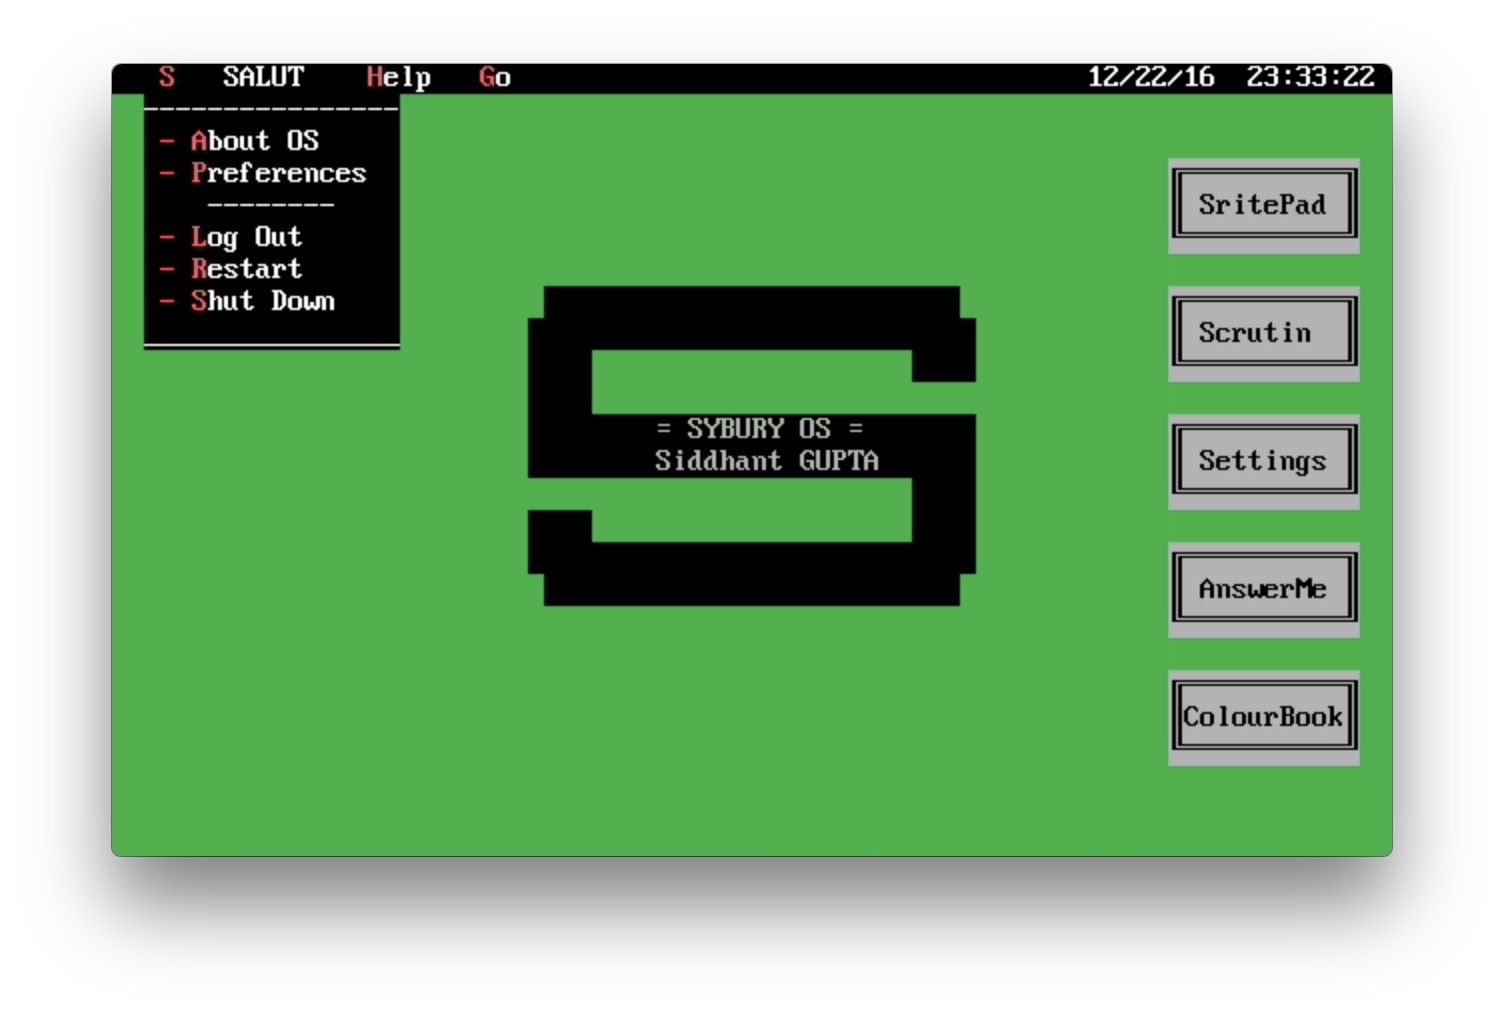 S SALUT Help Go 12/22/16 23:33:22
- About OS
- Preferences
--------
- Log Out
- Restart
- Shut Down
= SYBURY OS =
Siddhant GUPTA
SritePad
Scrutin
Settings
AnswerMe
ColourBook